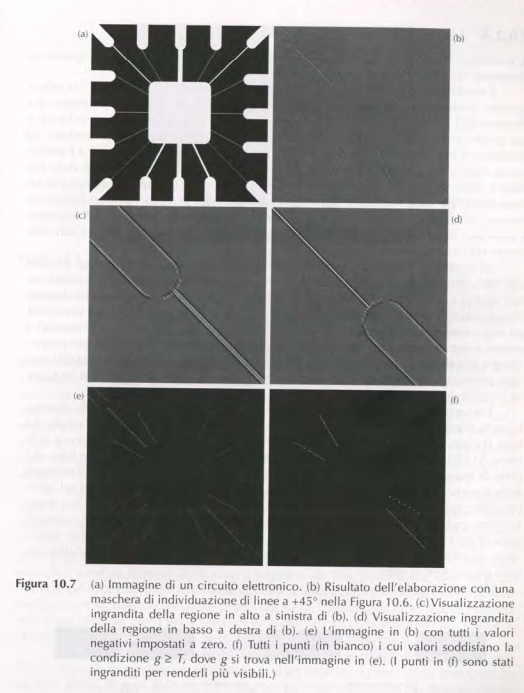 (a)
(b)
(c)
(d)
(e)
(f)
Figura 10.7 (a) Immagine di un circuito elettronico. (b) Risultato dell'elaborazione con una
maschera di individuazione di linee a +45° nella Figura 10.6. (c) Visualizzazione
ingrandita della regione in alto a sinistra di (b). (d) Visualizzazione ingrandita
della regione in basso a destra di (b). (e) L'immagine in (b) con tutti i valori
negativi impostati a zero. (f) Tutti i punti (in bianco) i cui valori soddisfano la
condizione g ≥ T, dove g si trova nell'immagine in (e). (I punti in (f) sono stati
ingranditi per renderli più visibili.)